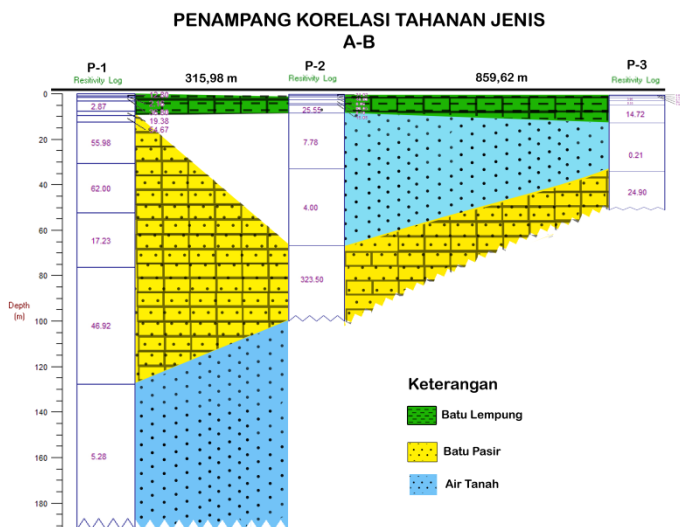 PENAMPANG KORELASI TAHANAN JENIS
A-B
P-1
Resitivity Log
315,98 m
P-2
Resitivity Log
859,62 m
P-3
Resitivity Log
0
20
40
60
80
100
120
140
160
180
Depth
(m)
2.87
19.38
54.67
55.98
62.00
17.23
46.92
5.28
25.55
7.78
4.00
323.50
14.72
0.21
24.90
Keterangan
Batu Lempung
Batu Pasir
Air Tanah